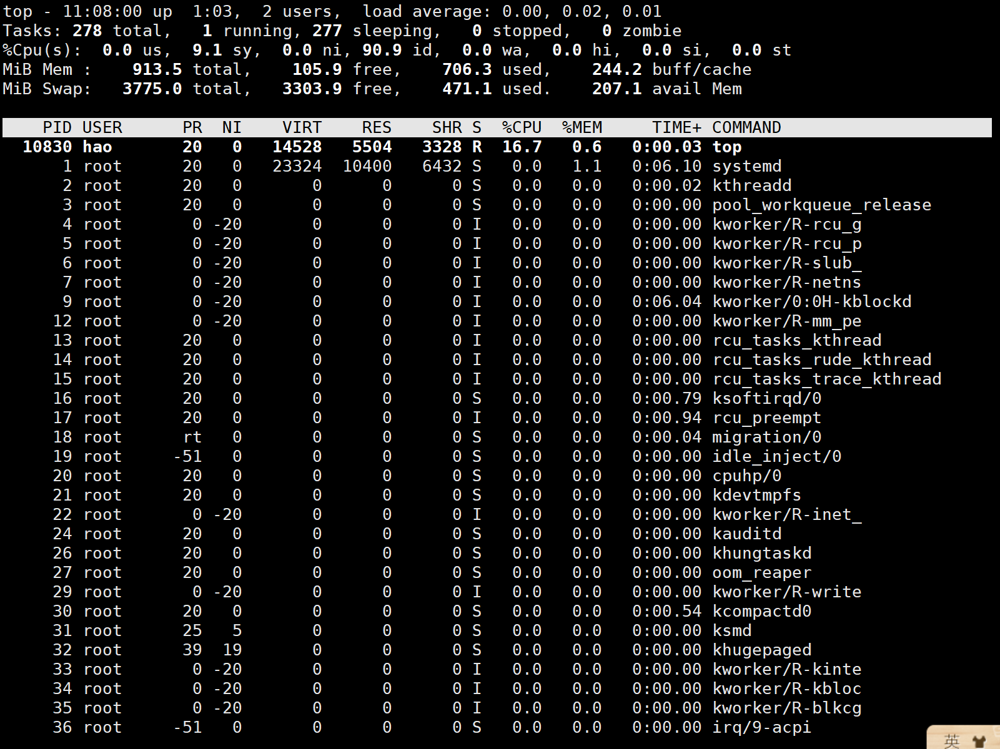 top - 11:08:00 up  1:03,  2 users,  load average: 0.00, 0.02, 0.01
Tasks: 278 total,   1 running, 277 sleeping,   0 stopped,   0 zombie
%Cpu(s):  0.0 us,  9.1 sy,  0.0 ni, 90.9 id,  0.0 wa,  0.0 hi,  0.0 si,  0.0 st
MiB Mem :    913.5 total,    105.9 free,    706.3 used,    244.2 buff/cache
MiB Swap:   3775.0 total,   3303.9 free,    471.1 used.    207.1 avail Mem
    PID USER      PR  NI    VIRT    RES    SHR S  %CPU  %MEM     TIME+ COMMAND
  10830 hao       20   0   14528   5504   3328 R  16.7   0.6   0:00.03 top
      1 root      20   0   23324  10400   6432 S   0.0   1.1   0:06.10 systemd
      2 root      20   0       0      0      0 S   0.0   0.0   0:00.02 kthreadd
      3 root      20   0       0      0      0 S   0.0   0.0   0:00.00 pool_workqueue_release
      4 root       0 -20       0      0      0 I   0.0   0.0   0:00.00 kworker/R-rcu_g
      5 root       0 -20       0      0      0 I   0.0   0.0   0:00.00 kworker/R-rcu_p
      6 root       0 -20       0      0      0 I   0.0   0.0   0:00.00 kworker/R-slub_
      7 root       0 -20       0      0      0 I   0.0   0.0   0:00.00 kworker/R-netns
      9 root       0 -20       0      0      0 I   0.0   0.0   0:06.04 kworker/0:0H-kblockd
     12 root       0 -20       0      0      0 I   0.0   0.0   0:00.00 kworker/R-mm_pe
     13 root      20   0       0      0      0 I   0.0   0.0   0:00.00 rcu_tasks_kthread
     14 root      20   0       0      0      0 I   0.0   0.0   0:00.00 rcu_tasks_rude_kthread
     15 root      20   0       0      0      0 I   0.0   0.0   0:00.00 rcu_tasks_trace_kthread
     16 root      20   0       0      0      0 S   0.0   0.0   0:00.79 ksoftirqd/0
     17 root      20   0       0      0      0 I   0.0   0.0   0:00.94 rcu_preempt
     18 root      rt   0       0      0      0 S   0.0   0.0   0:00.04 migration/0
     19 root     -51   0       0      0      0 S   0.0   0.0   0:00.00 idle_inject/0
     20 root      20   0       0      0      0 S   0.0   0.0   0:00.00 cpuhp/0
     21 root      20   0       0      0      0 S   0.0   0.0   0:00.00 kdevtmpfs
     22 root       0 -20       0      0      0 I   0.0   0.0   0:00.00 kworker/R-inet_
     24 root      20   0       0      0      0 S   0.0   0.0   0:00.00 kauditd
     26 root      20   0       0      0      0 S   0.0   0.0   0:00.00 khungtaskd
     27 root      20   0       0      0      0 S   0.0   0.0   0:00.00 oom_reaper
     29 root       0 -20       0      0      0 I   0.0   0.0   0:00.00 kworker/R-write
     30 root      20   0       0      0      0 S   0.0   0.0   0:00.54 kcompactd0
     31 root      25   5       0      0      0 S   0.0   0.0   0:00.00 ksmd
     32 root      39  19       0      0      0 S   0.0   0.0   0:00.00 khugepaged
     33 root       0 -20       0      0      0 I   0.0   0.0   0:00.00 kworker/R-kinte
     34 root       0 -20       0      0      0 I   0.0   0.0   0:00.00 kworker/R-kbloc
     35 root       0 -20       0      0      0 I   0.0   0.0   0:00.00 kworker/R-blkcg
     36 root     -51   0       0      0      0 S   0.0   0.0   0:00.00 irq/9-acpi
英